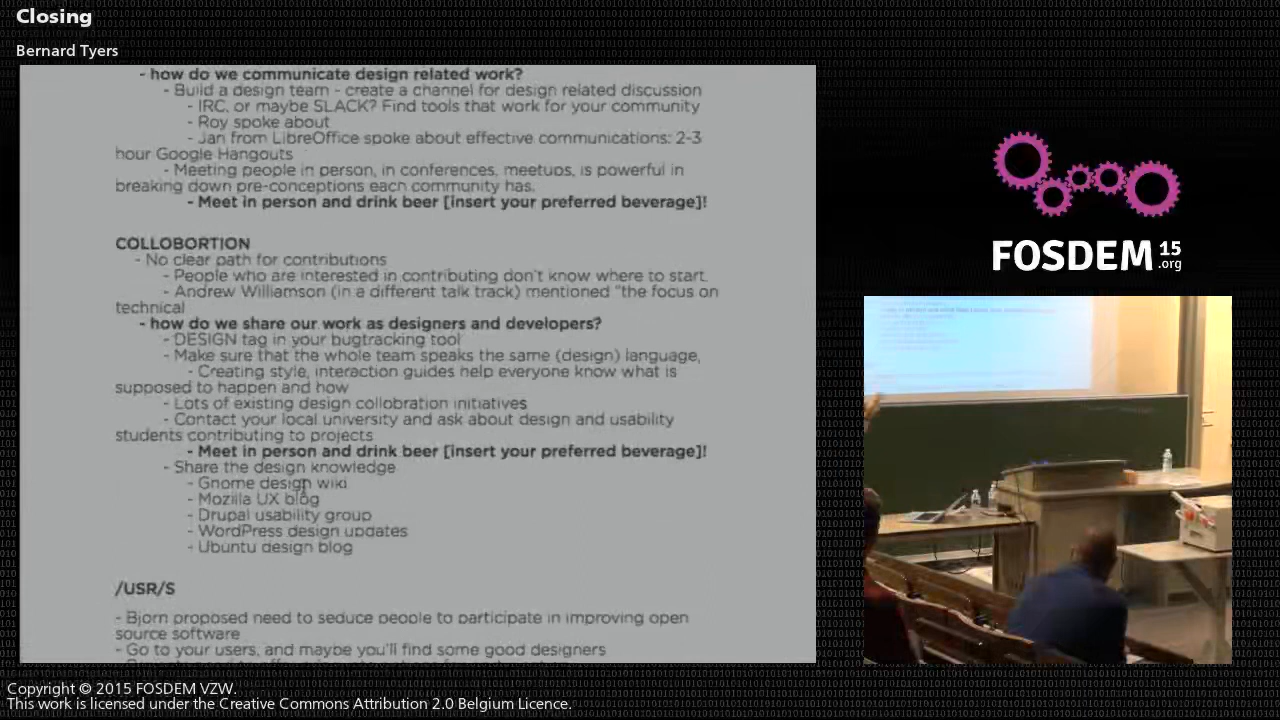 Closing
Bernard Tyers
- how do we communicate design related work?
- Build a design team - create a channel for design related discussion
- IRC, or maybe SLACK? Find tools that work for your community
- Roy spoke about
- Jan from LibreOffice spoke about effective communications: 2-3
hour Google Hangouts
- Meeting people in person, in conferences, meetups, is powerful in
breaking down pre-conceptions each community has.
- Meet in person and drink beer [insert your preferred beverage]!
COLLOBORTION
- No clear path for contributions
- People who are interested in contributing don't know where to start.
- Andrew Williamson (in a different talk track) mentioned "the focus on
technical
- how do we share our work as designers and developers?
- DESIGN tag in your bugtracking tool
- Make sure that the whole team speaks the same (design) language,
- Creating style, interaction guides help everyone know what is
supposed to happen and how
- Lots of existing design collobration initiatives
- Contact your local university and ask about design and usability
students contributing to projects
- Meet in person and drink beer [insert your preferred beverage]!
- Share the design knowledge
- Gnome design wiki
- Mozilla UX blog
- Drupal usability group
- WordPress design updates
- Ubuntu design blog
/USR/S
- Bjorn proposed need to seduce people to participate in improving open
source software
- Go to your users, and maybe you'll find some good designers
FOSDEM 15
.org
Copyright © 2015 FOSDEM VZW.
This work is licensed under the Creative Commons Attribution 2.0 Belgium Licence.